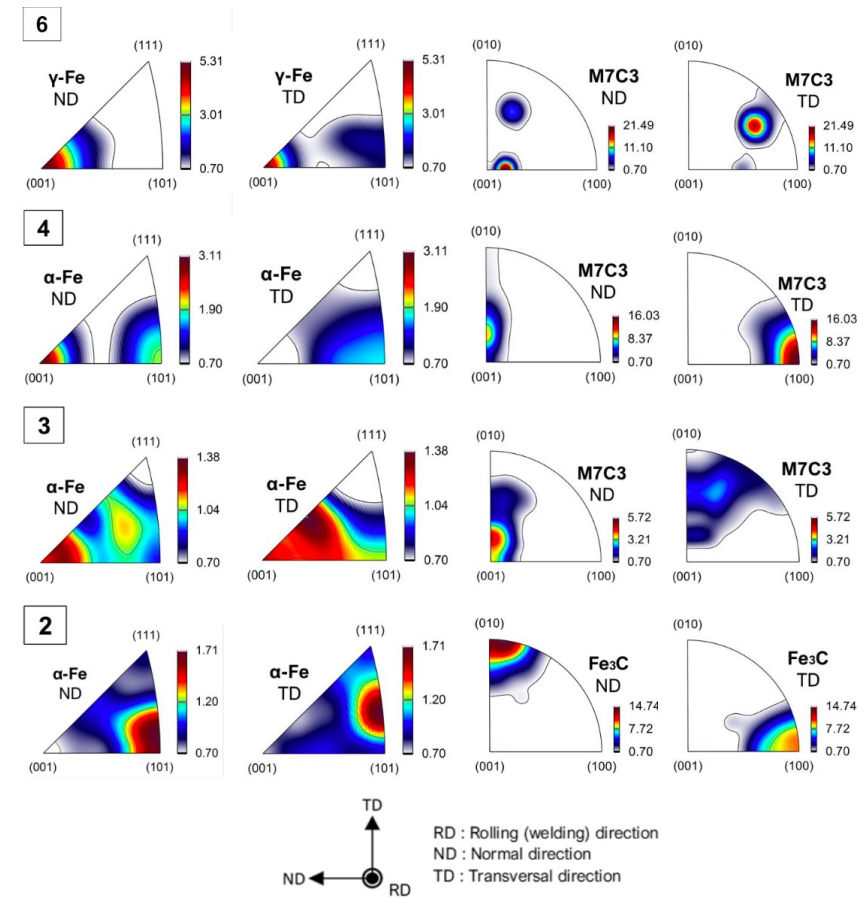 6
(111)
γ-Fe
ND
5.31
3.01
0.70
(001)
(101)
(111)
γ-Fe
TD
5.31
3.01
0.70
(001)
(101)
(010)
M7C3
ND
21.49
11.10
0.70
(001)
(100)
(010)
M7C3
TD
21.49
11.10
0.70
(001)
(100)
4
(111)
α-Fe
ND
3.11
1.90
0.70
(001)
(101)
(111)
α-Fe
TD
3.11
1.90
0.70
(001)
(101)
(010)
M7C3
ND
16.03
8.37
0.70
(001)
(100)
(010)
M7C3
TD
16.03
8.37
0.70
(001)
(100)
3
(111)
α-Fe
ND
1.38
1.04
0.70
(001)
(101)
(111)
α-Fe
TD
1.38
1.04
0.70
(001)
(101)
(010)
M7C3
ND
5.72
3.21
0.70
(001)
(100)
(010)
M7C3
TD
5.72
3.21
0.70
(001)
(100)
2
(111)
α-Fe
ND
1.71
1.20
0.70
(001)
(101)
(111)
α-Fe
TD
1.71
1.20
0.70
(001)
(101)
(010)
Fe₃C
ND
14.74
7.72
0.70
(001)
(100)
(010)
Fe₃C
TD
14.74
7.72
0.70
(001)
(100)
TD
ND
RD
RD : Rolling (welding) direction
ND : Normal direction
TD : Transversal direction